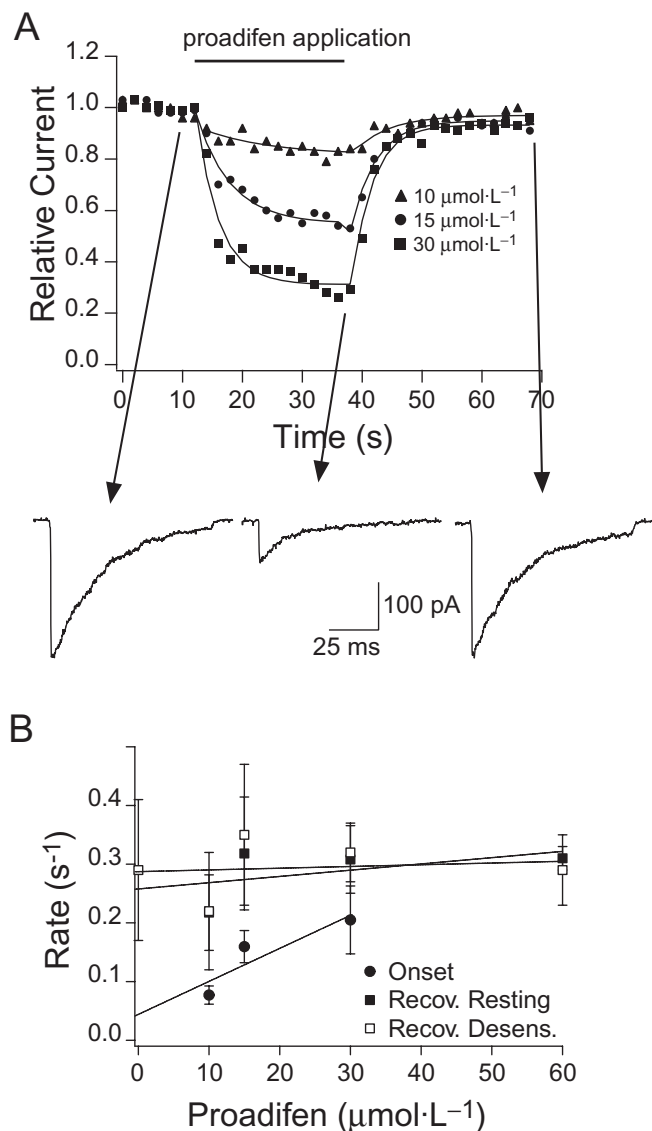 A
proadifen application
1.2
1.0
0.8
0.6
0.4
0.2
0.0
Relative Current
10 μmol·L−1
15 μmol·L−1
30 μmol·L−1
0 10 20 30 40 50 60 70
Time (s)
100 pA
25 ms
B
0.4
0.3
0.2
0.1
0.0
Rate (s-1)
Onset
Recov. Resting
Recov. Desens.
0 10 20 30 40 50 60
Proadifen (μmol·L−1)